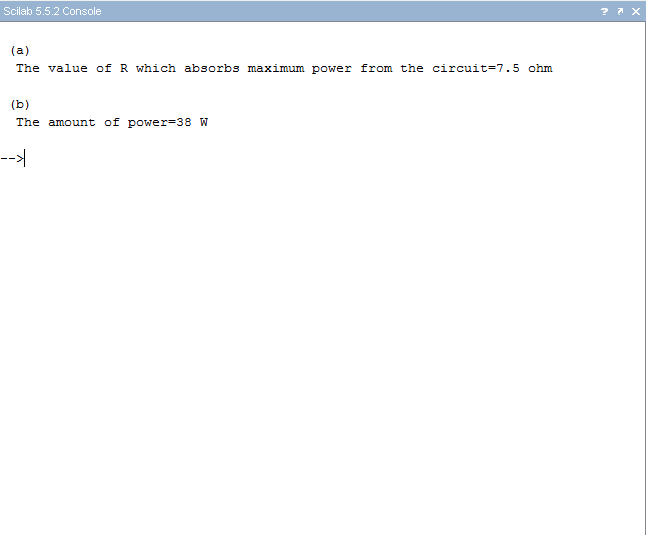 Scilab 5.5.2 Console
(a)
The value of R which absorbs maximum power from the circuit=7.5 ohm
(b)
The amount of power=38 W
-->